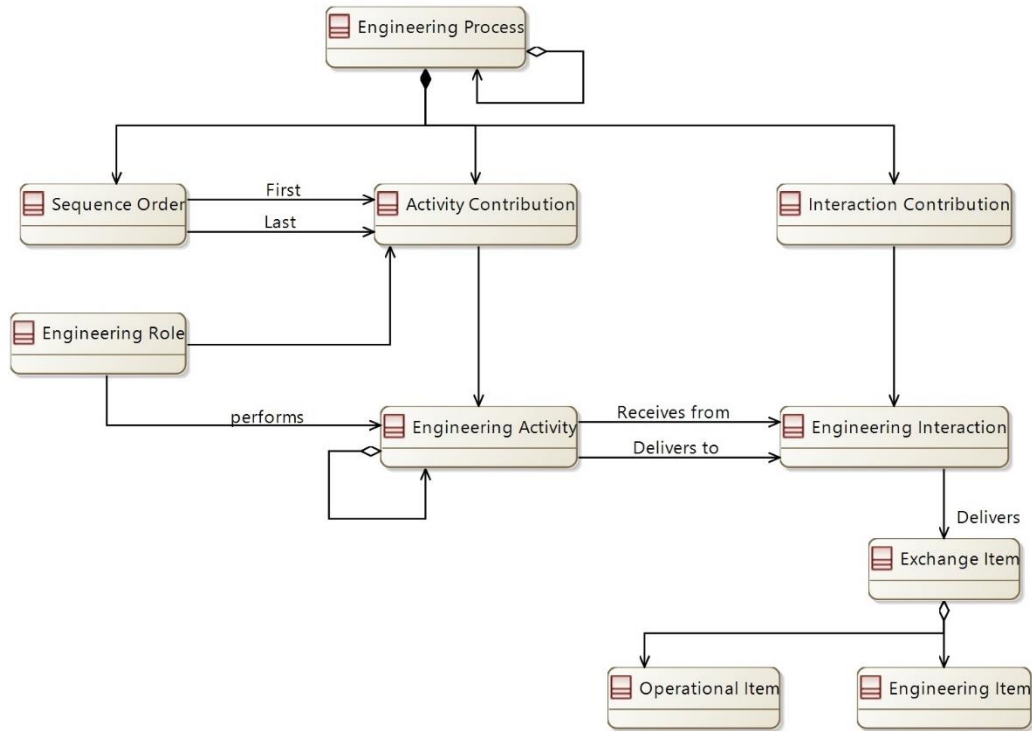 Engineering Process
Sequence Order
First
Last
Activity Contribution
Interaction Contribution
Engineering Role
performs
Engineering Activity
Receives from
Delivers to
Engineering Interaction
Delivers
Exchange Item
Operational Item
Engineering Item